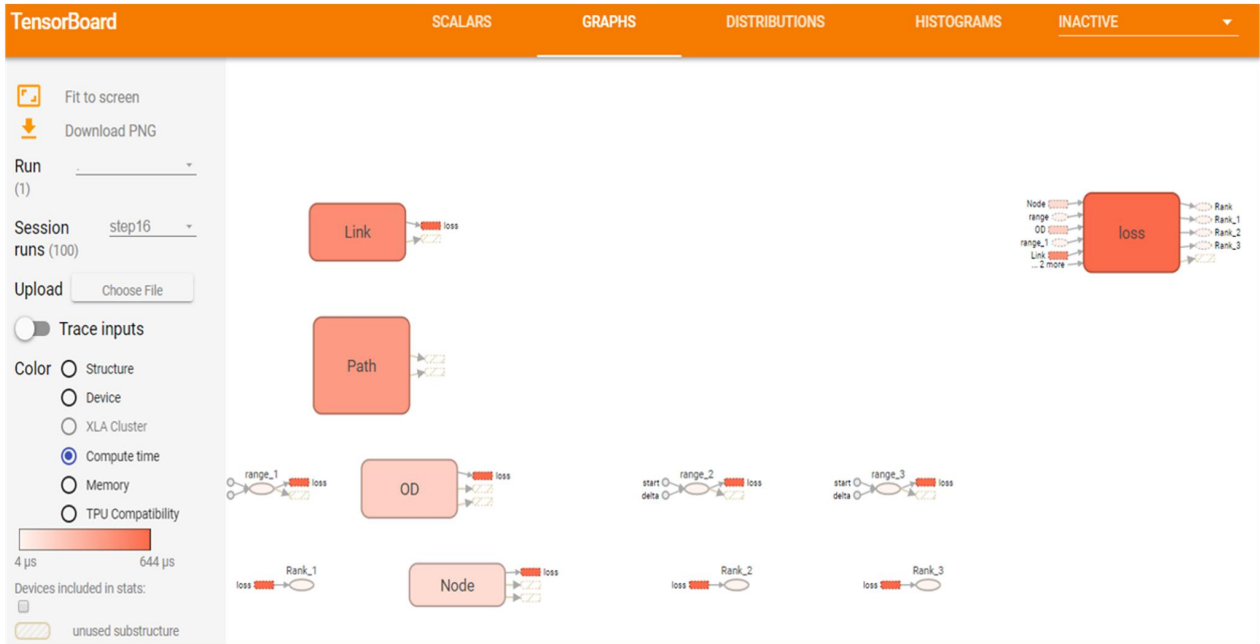 TensorBoard SCALARS GRAPHS DISTRIBUTIONS HISTOGRAMS INACTIVE
Fit to screen
Download PNG
Run .
(1)
Session runs (100) step16
Upload Choose File
Trace inputs
Color Structure
Device
XLA Cluster
Compute time
Memory
TPU Compatibility
4 µs 644 µs
Devices included in stats:
unused substructure
Link loss
Node
range
OD
range_1
Link
... 2 more
loss
Rank
Rank_1
Rank_2
Rank_3
Path
range_1 loss
OD loss
start delta range_2 loss
start delta range_3 loss
loss Rank_1
Node loss
loss Rank_2
loss Rank_3